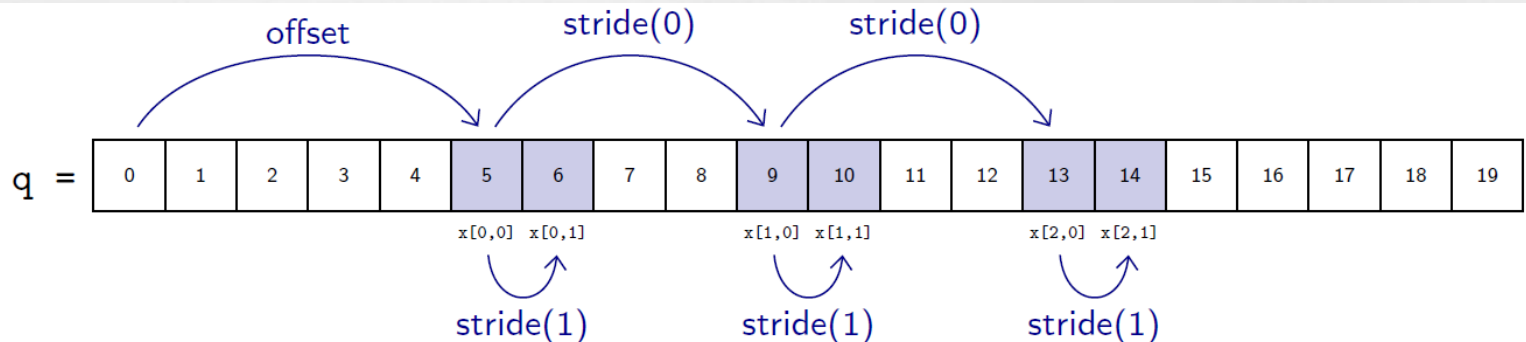 offset stride(0) stride(0)
q = 0 1 2 3 4 5 6 7 8 9 10 11 12 13 14 15 16 17 18 19
x[0,0] x[0,1] x[1,0] x[1,1] x[2,0] x[2,1]
stride(1) stride(1) stride(1)